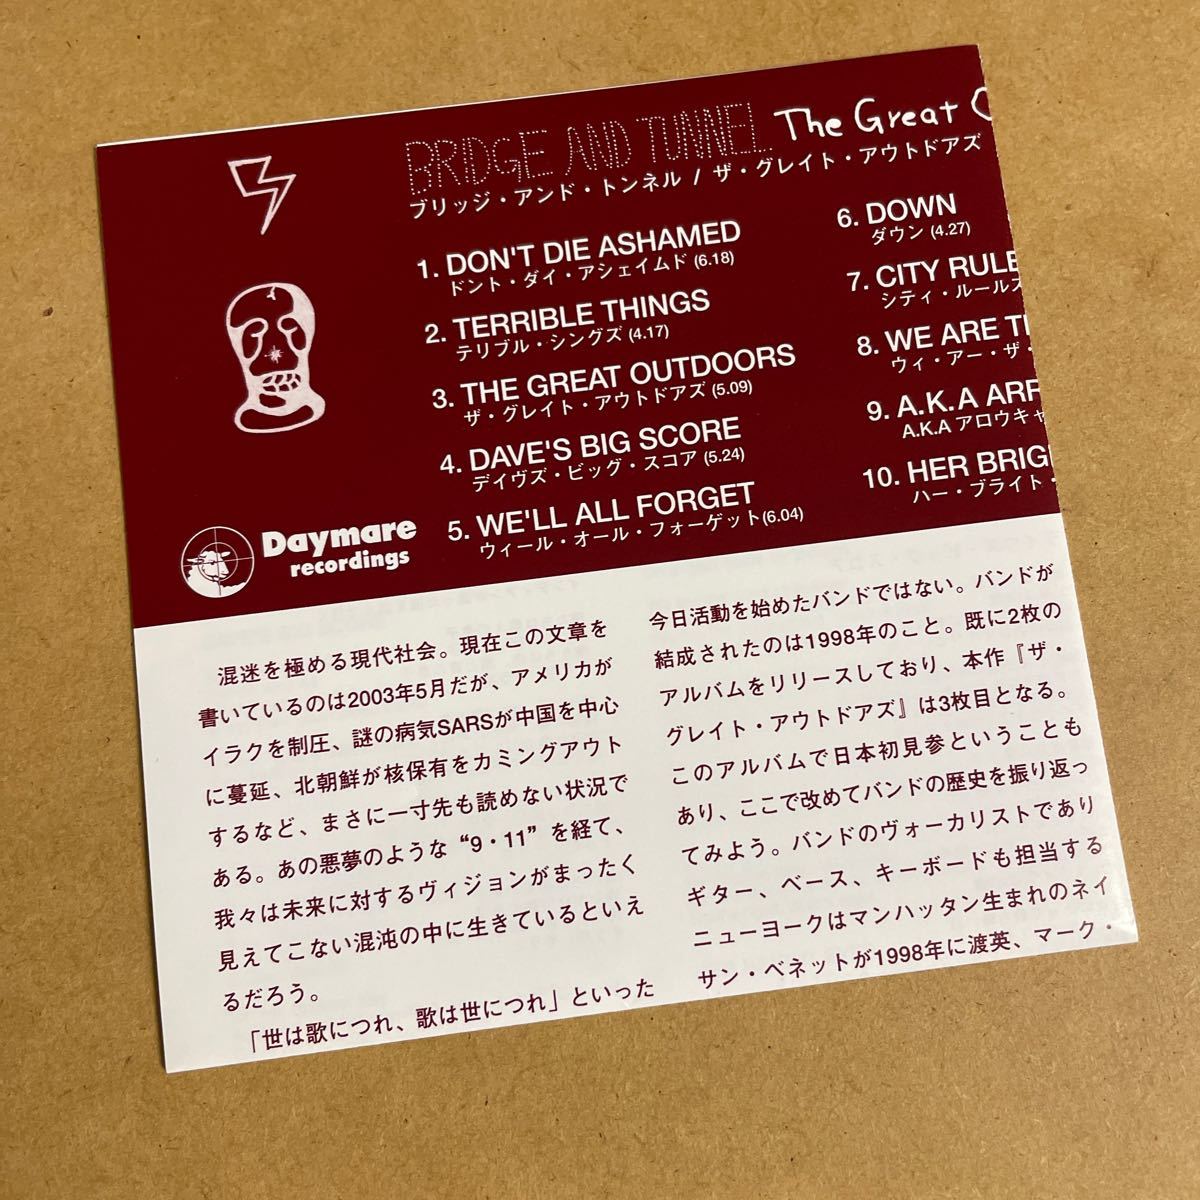 BRIDGE AND TUNNEL The Great
ブリッジ・アンド・トンネル / ザ・グレイト・アウトドアズ
1. DON'T DIE ASHAMED
ドント・ダイ・アシェイムド (6.18)
2. TERRIBLE THINGS
テリブル・シングズ (4.17)
3. THE GREAT OUTDOORS
ザ・グレイト・アウトドアズ (5.09)
4. DAVE'S BIG SCORE
デイヴズ・ビッグ・スコア (5.24)
5. WE'LL ALL FORGET
ウィール・オール・フォーゲット(6.04)
6. DOWN
ダウン (4.27)
7. CITY RULE
シティ・ルールズ
8. WE ARE
ウィ・アー・ザ・
9. A.K.A ARR
A.K.A アロウキャ
10. HER BRIG
ハー・ブライト・
Daymare
recordings
混迷を極める現代社会。現在この文章を
書いているのは2003年5月だが、アメリカが
イラクを制圧、謎の病気SARSが中国を中心
に蔓延、北朝鮮が核保有をカミングアウト
するなど、まさに一寸先も読めない状況で
ある。あの悪夢のような“9・11”を経て、
我々は未来に対するヴィジョンがまったく
見えてこない混沌の中に生きているといえ
るだろう。
「世は歌につれ、歌は世につれ」といった
今日活動を始めたバンドではない。バンドが
結成されたのは1998年のこと。既に2枚の
アルバムをリリースしており、本作『ザ・
グレイト・アウトドアズ』は3枚目となる。
このアルバムで日本初見参ということも
あり、ここで改めてバンドの歴史を振り返っ
てみよう。バンドのヴォーカリストであり
ギター、ベース、キーボードも担当する
ニューヨークはマンハッタン生まれのネイ
サン・ベネットが1998年に渡英、マーク・